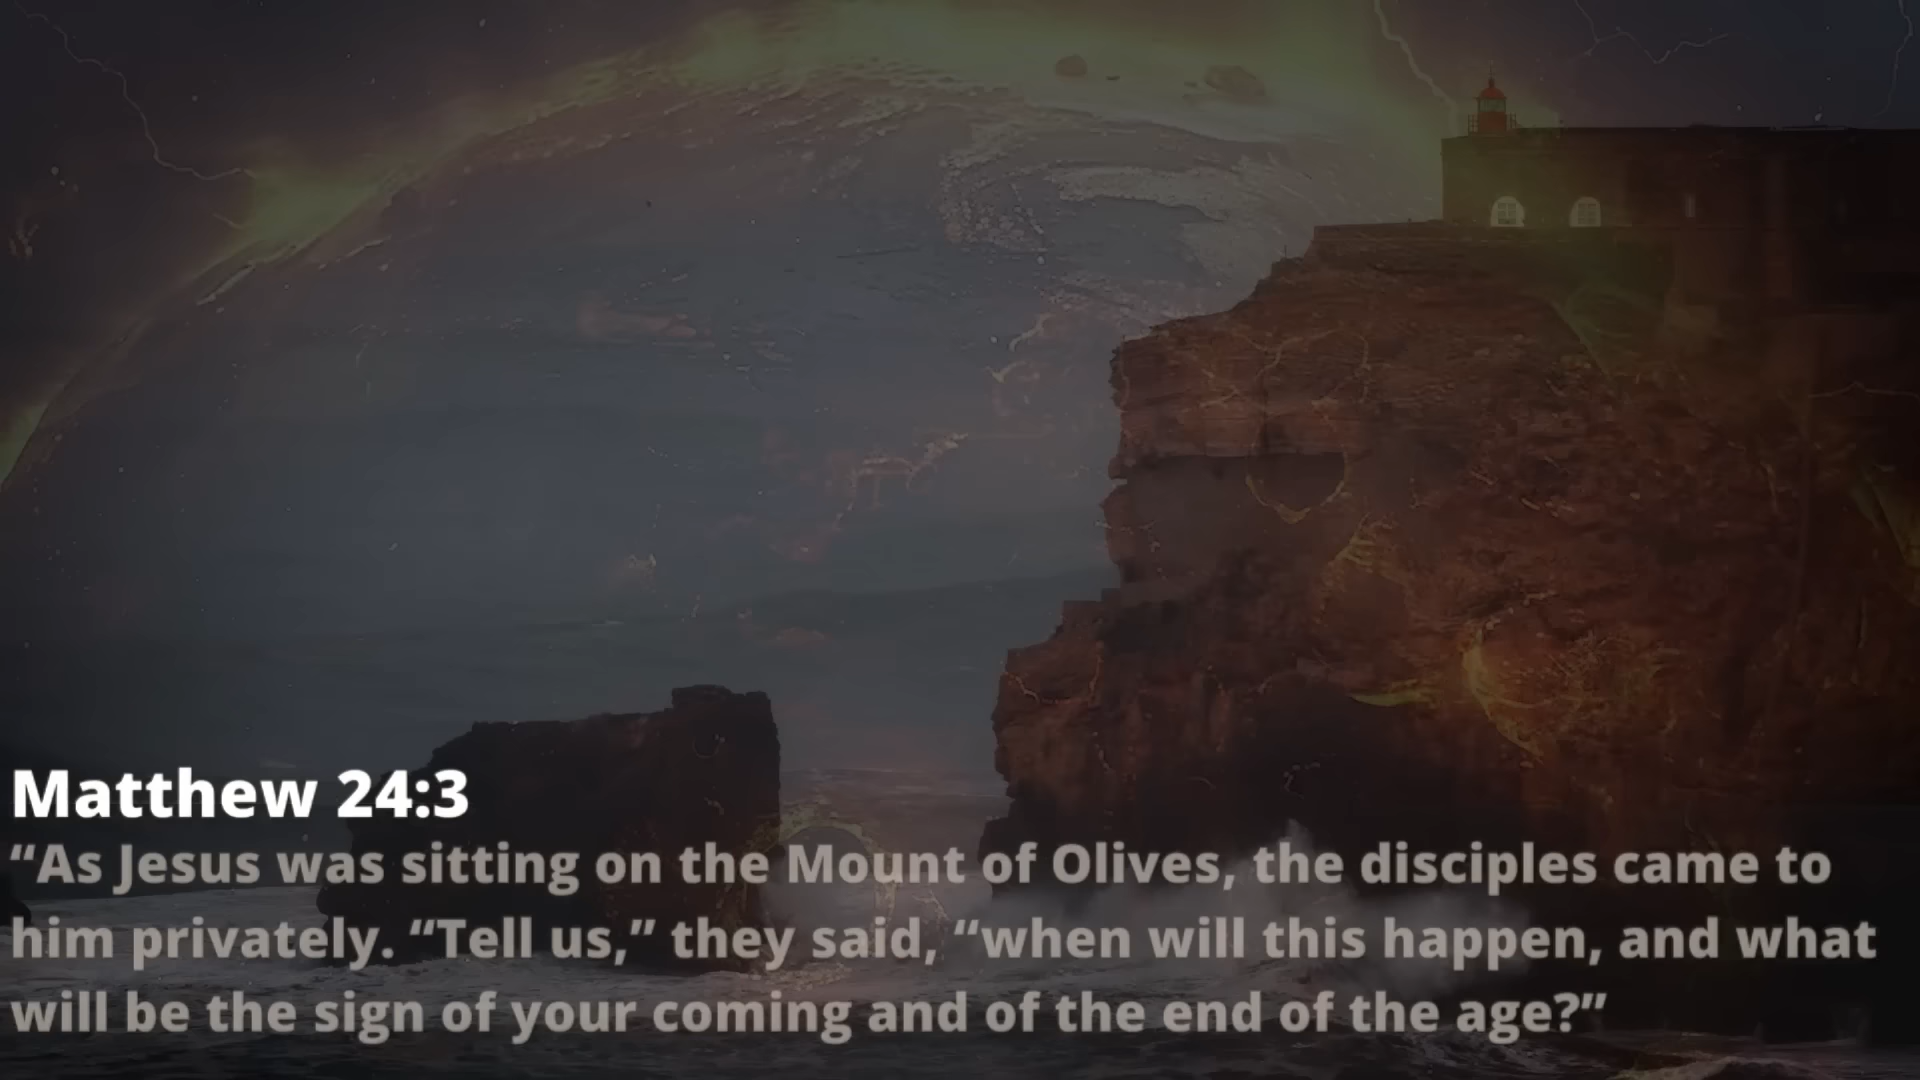 Matthew 24:3
“As Jesus was sitting on the Mount of Olives, the disciples came to
him privately. “Tell us,” they said, “when will this happen, and what
will be the sign of your coming and of the end of the age?”